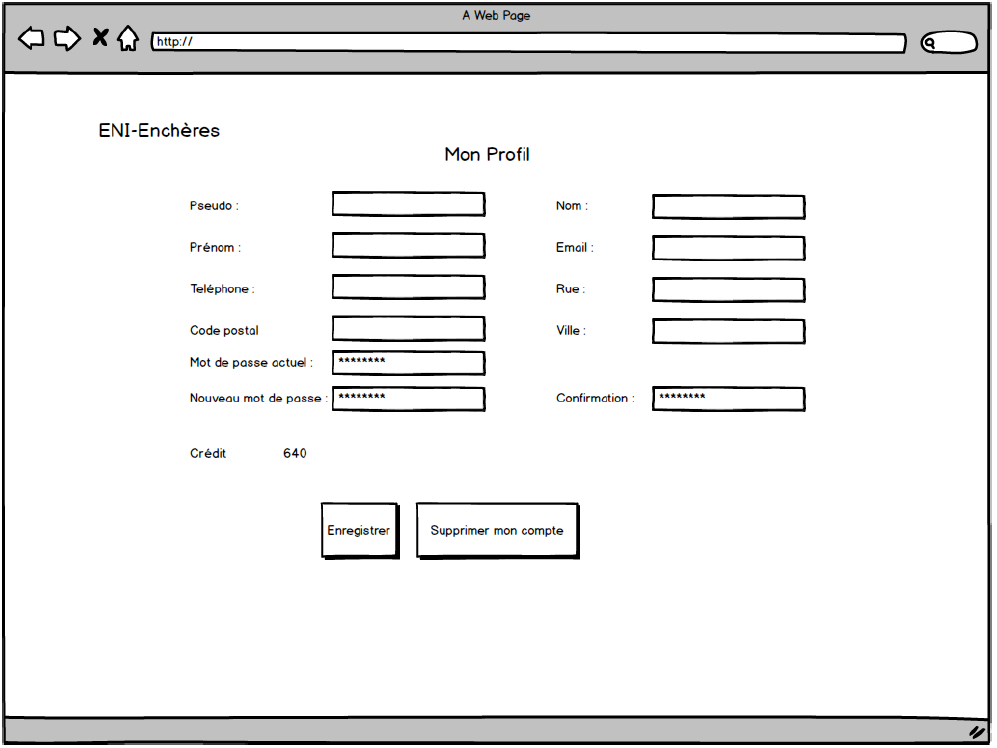 A Web Page
http://
ENI-Enchères
Mon Profil
Pseudo : Nom :
Prénom : Email :
Teléphone : Rue :
Code postal Ville :
Mot de passe actuel : ********
Nouveau mot de passe : ******** Confirmation : ********
Crédit 640
Enregistrer Supprimer mon compte